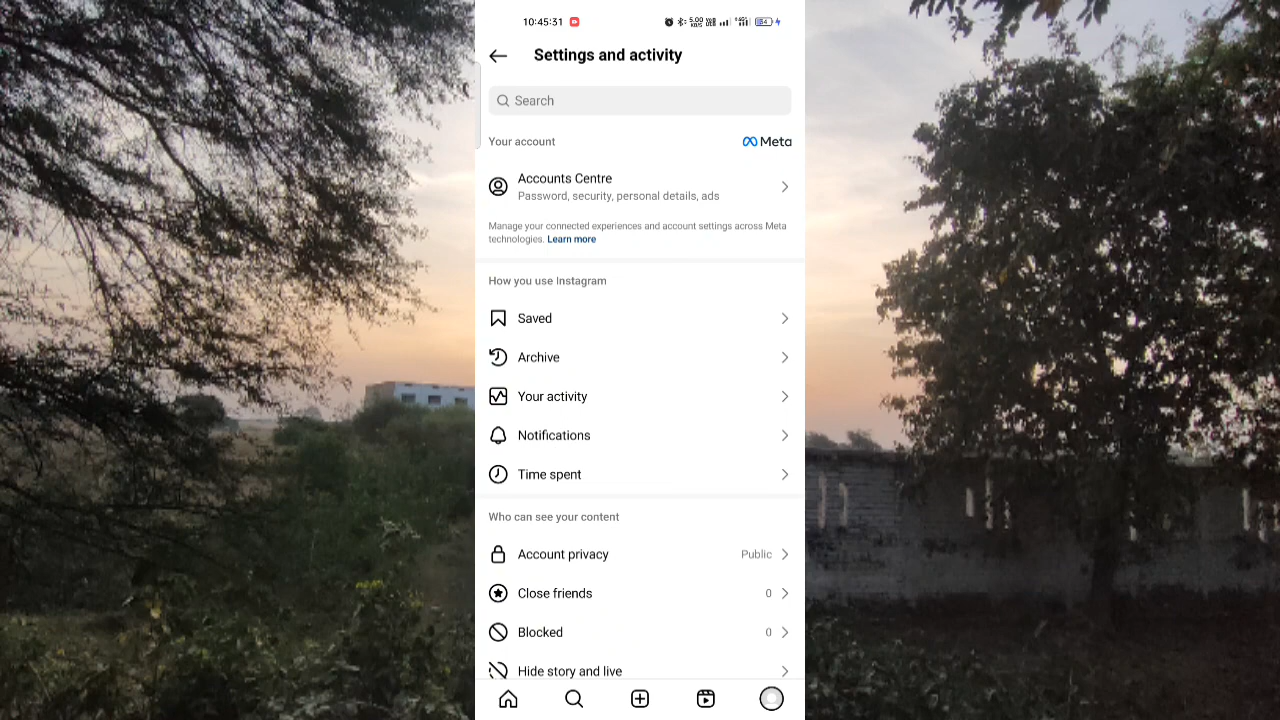 10:45:31
Settings and activity
Search
Your account
Meta
Accounts Centre
Password, security, personal details, ads
Manage your connected experiences and account settings across Meta
technologies. Learn more
How you use Instagram
Saved
Archive
Your activity
Notifications
Time spent
Who can see your content
Account privacy Public
Close friends 0
Blocked 0
Hide story and live